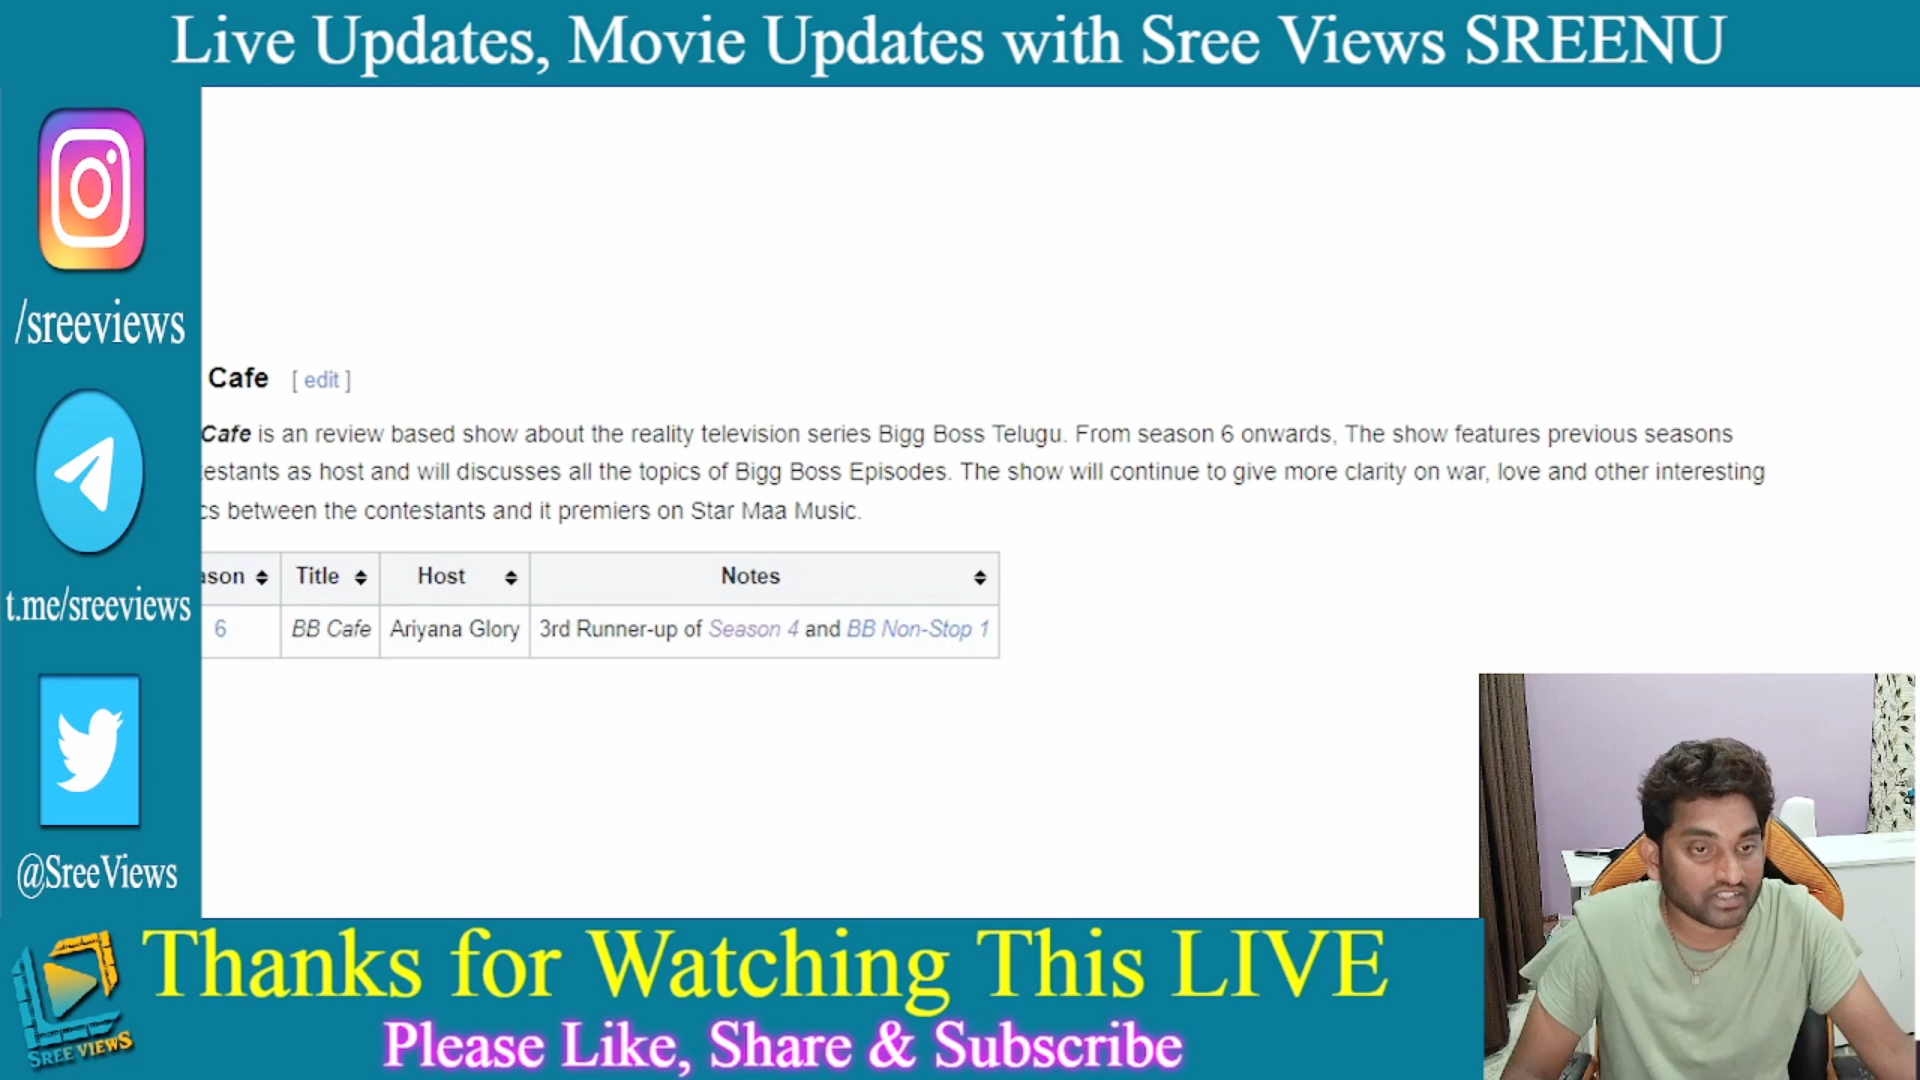 Live Updates, Movie Updates with Sree Views SREENU
/sreeviews
t.me/sreeviews
@SreeViews
Cafe [ edit ]
Cafe is an review based show about the reality television series Bigg Boss Telugu. From season 6 onwards, The show features previous seasons
estants as host and will discusses all the topics of Bigg Boss Episodes. The show will continue to give more clarity on war, love and other interesting
cs between the contestants and it premiers on Star Maa Music.
ason Title Host Notes
6 BB Cafe Ariyana Glory 3rd Runner-up of Season 4 and BB Non-Stop 1
SREE VIEWS
Thanks for Watching This LIVE
Please Like, Share & Subscribe